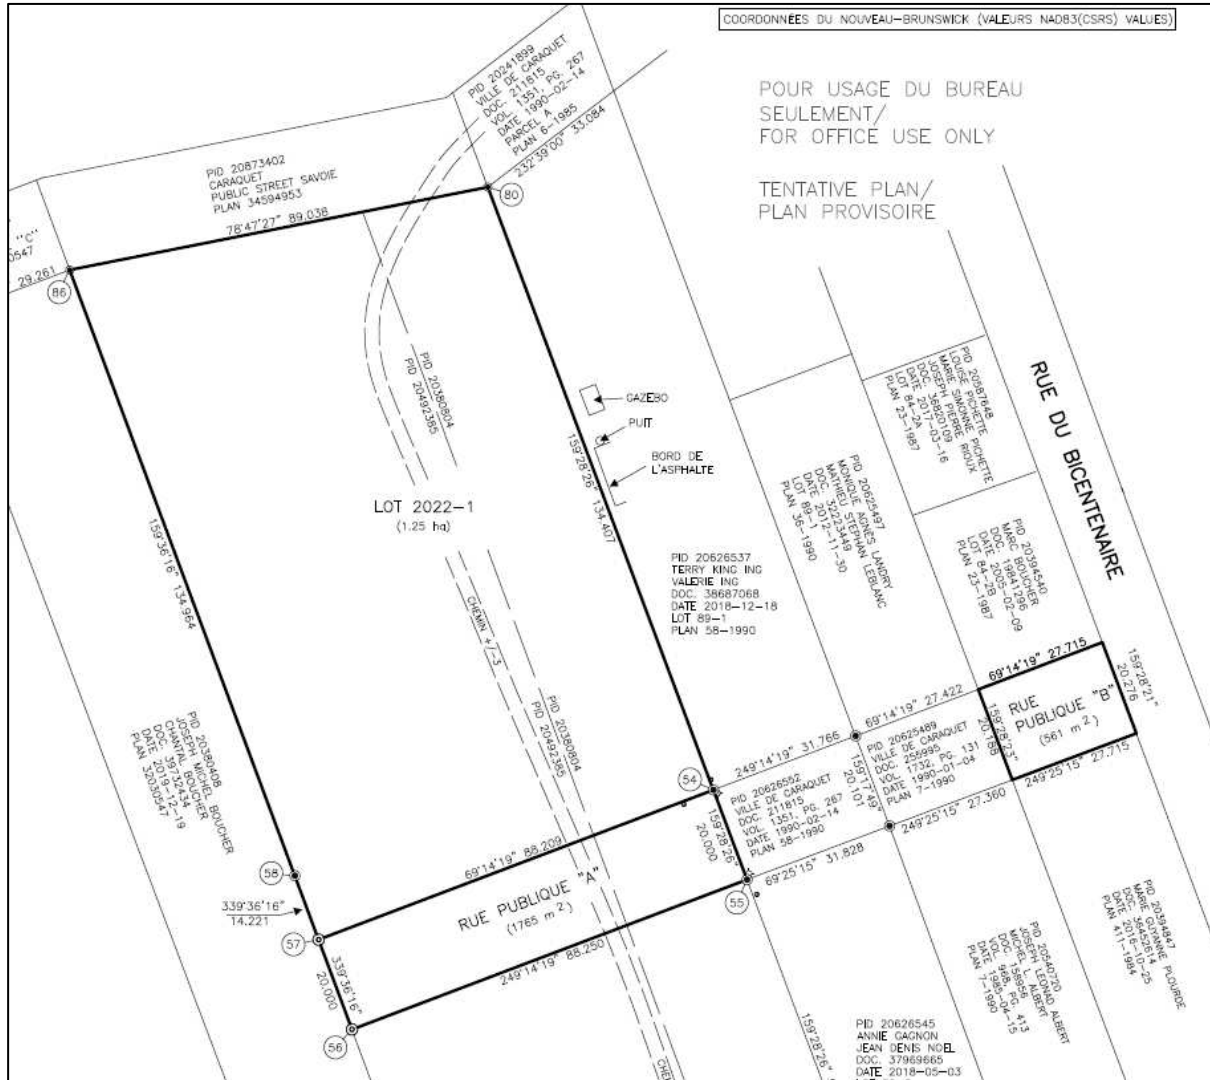 COORDONNÉES DU NOUVEAU-BRUNSWICK (VALEURS NAD83(CSRS) VALUES)
POUR USAGE DU BUREAU
SEULEMENT/
FOR OFFICE USE ONLY
TENTATIVE PLAN/
PLAN PROVISOIRE
PID 20241899
VILLE DE CARAQUET
DOC. 211815
VOL. 1351, PG. 267
DATE 1990-02-14
PARCEL A
PLAN 6-1985
232°39'00" 33.084
PID 20873402
CARAQUET
PUBLIC STREET SAVOIE
PLAN 34594953
78°47'27" 89.038
80
"C"
0547
29.261
86
PID 20380804
PID 20492385
GAZEBO
PUIT
BORD DE
L'ASPHALTE
159°28'26" 134.407
LOT 2022-1
(1.25 ha)
159°36'16" 134.964
CHEMIN +/-3
PID 20380804
PID 20492385
PID 20626537
TERRY KING ING
VALERIE ING
DOC. 38687068
DATE 2018-12-18
LOT 89-1
PLAN 58-1990
PID 20625497
MONIQUE AGNES LANDRY
MATHIEU STEPHAN LEBLANC
DOC. 32223449
DATE 2012-11-30
LOT 89-1
PLAN 36-1990
PID 20587648
LOUISE PICHETTE
MARIE SIMONNE PICHETTE
JOSEPH PIERRE RIOUX
DOC. 36820109
DATE 2017-03-16
LOT 84-2A
PLAN 23-1987
RUE DU BICENTENAIRE
PID 20394540
MARC BOUCHER
DOC. 19841296
DATE 2005-02-09
LOT 84-2B
PLAN 23-1987
69°14'19" 27.715
159°28'21"
20.276
RUE
PUBLIQUE "B"
(561 m²)
159°28'23"
20.188
249°25'15" 27.715
69°14'19" 27.422
249°14'19" 31.766
PID 20625489
VILLE DE CARAQUET
DOC. 255995
VOL. 1732, PG. 131
DATE 1990-01-04
PLAN 7-1990
159°17'49"
20.101
249°25'15" 27.360
54
PID 20626552
VILLE DE CARAQUET
DOC. 211815
VOL. 1351, PG. 267
DATE 1990-02-14
PLAN 58-1990
159°28'26"
20.000
69°25'15" 31.828
55
PID 20380408
JOSEPH MICHEL BOUCHER
CHANTAL BOUCHER
DOC. 39732434
DATE 2019-12-19
PLAN 32030547
58
339°36'16"
14.221
57
69°14'19" 88.209
RUE PUBLIQUE "A"
(1765 m²)
249°14'19" 88.250
339°36'16"
20.000
56
159°28'26"
PID 20626545
ANNIE GAGNON
JEAN DENIS NOEL
DOC. 37969665
DATE 2018-05-03
PID 20540720
JOSEPH LEONAD ALBERT
MICHEL L. ALBERT
DOC. 158956
VOL. 968, PG. 413
DATE 1985-04-15
PLAN 7-1990
PID 20394847
MARIE GUYANNE PLOURDE
DOC. 36452614
DATE 2016-10-25
PLAN 411-1984